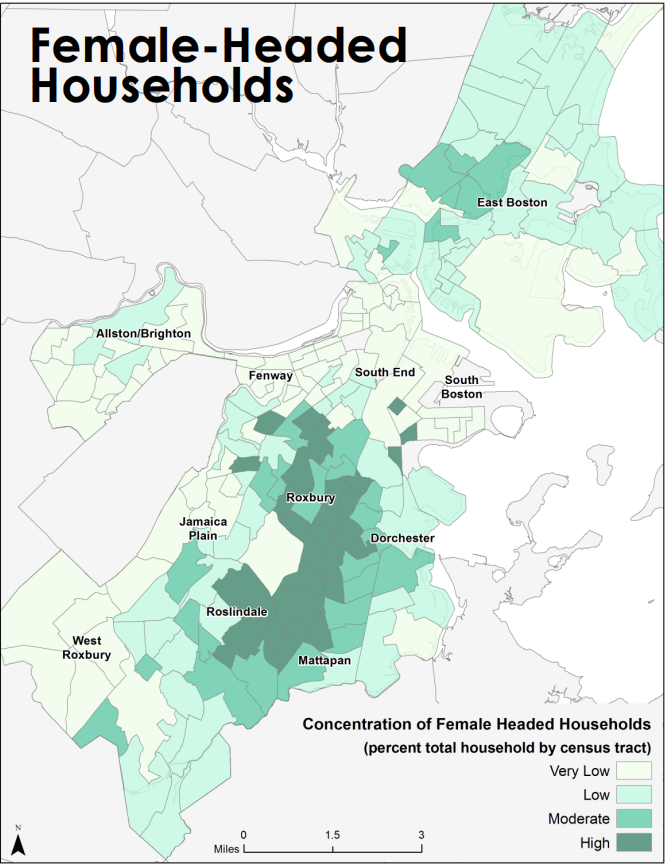 Female-Headed
Households
East Boston
Allston/Brighton
Fenway
South End
South
Boston
Roxbury
Jamaica
Plain
Dorchester
Roslindale
West
Roxbury
Mattapan
Concentration of Female Headed Households
(percent total household by census tract)
Very Low
Low
Moderate
High
N
0 1.5 3
Miles